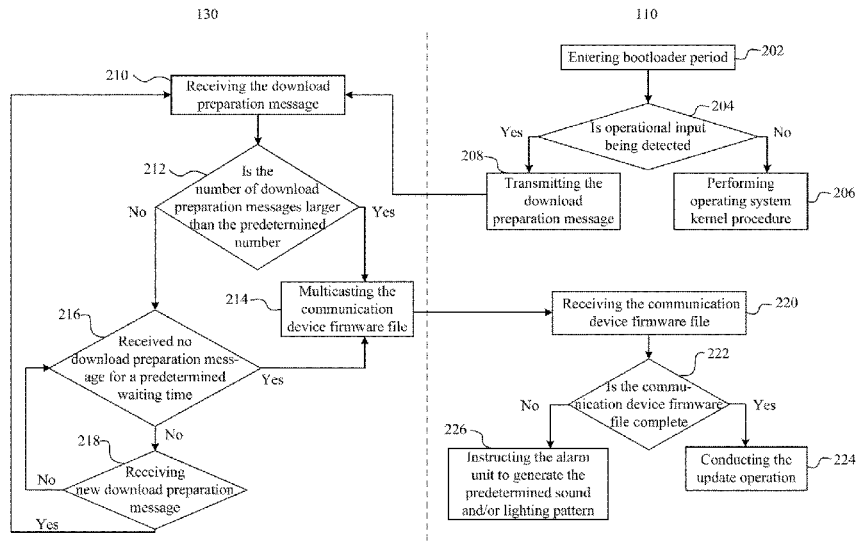 130
110
Entering bootloader period
202
204
Is operational input
being detected
Yes
No
208
Transmitting the
download
preparation message
Performing
operating system
kernel procedure
206
210
Receiving the download
preparation message
212
Is the
number of download
preparation messages larger
than the predetermined
number
No
Yes
214
Multicasting the
communication
device firmware file
216
Received no
download preparation mess-
age for a predetermined
waiting time
Yes
No
218
Receiving
new download preparation
message
No
Yes
Receiving the communication
device firmware file
220
222
Is the commu-
nication device firmware
file complete
No
Yes
226
Instructing the alarm
unit to generate the
predetermined sound
and/or lighting pattern
Conducting the
update operation
224